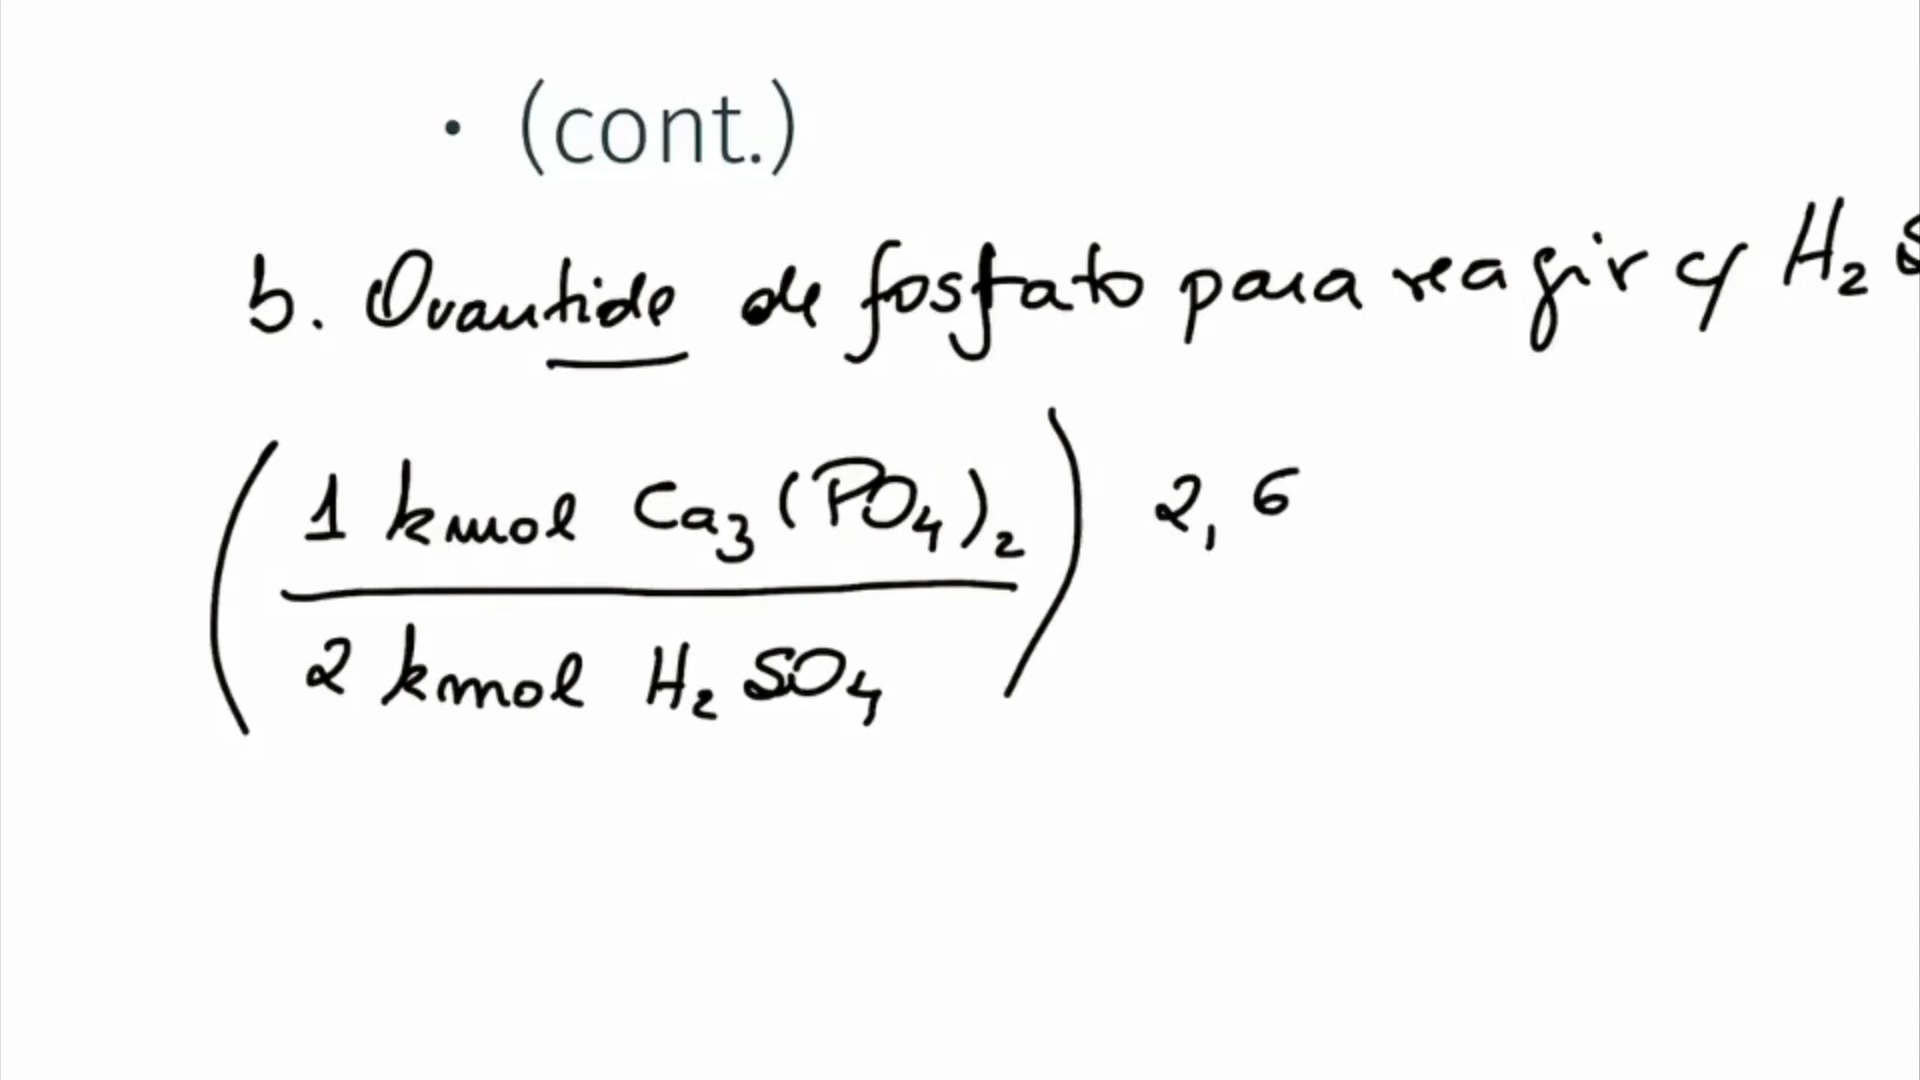 • (cont.)
b. Quantide de fosfato para reagir c/ H₂ S
( 1 kmol Ca₃(PO₄)₂ ) 2,6
2 kmol H₂SO₄